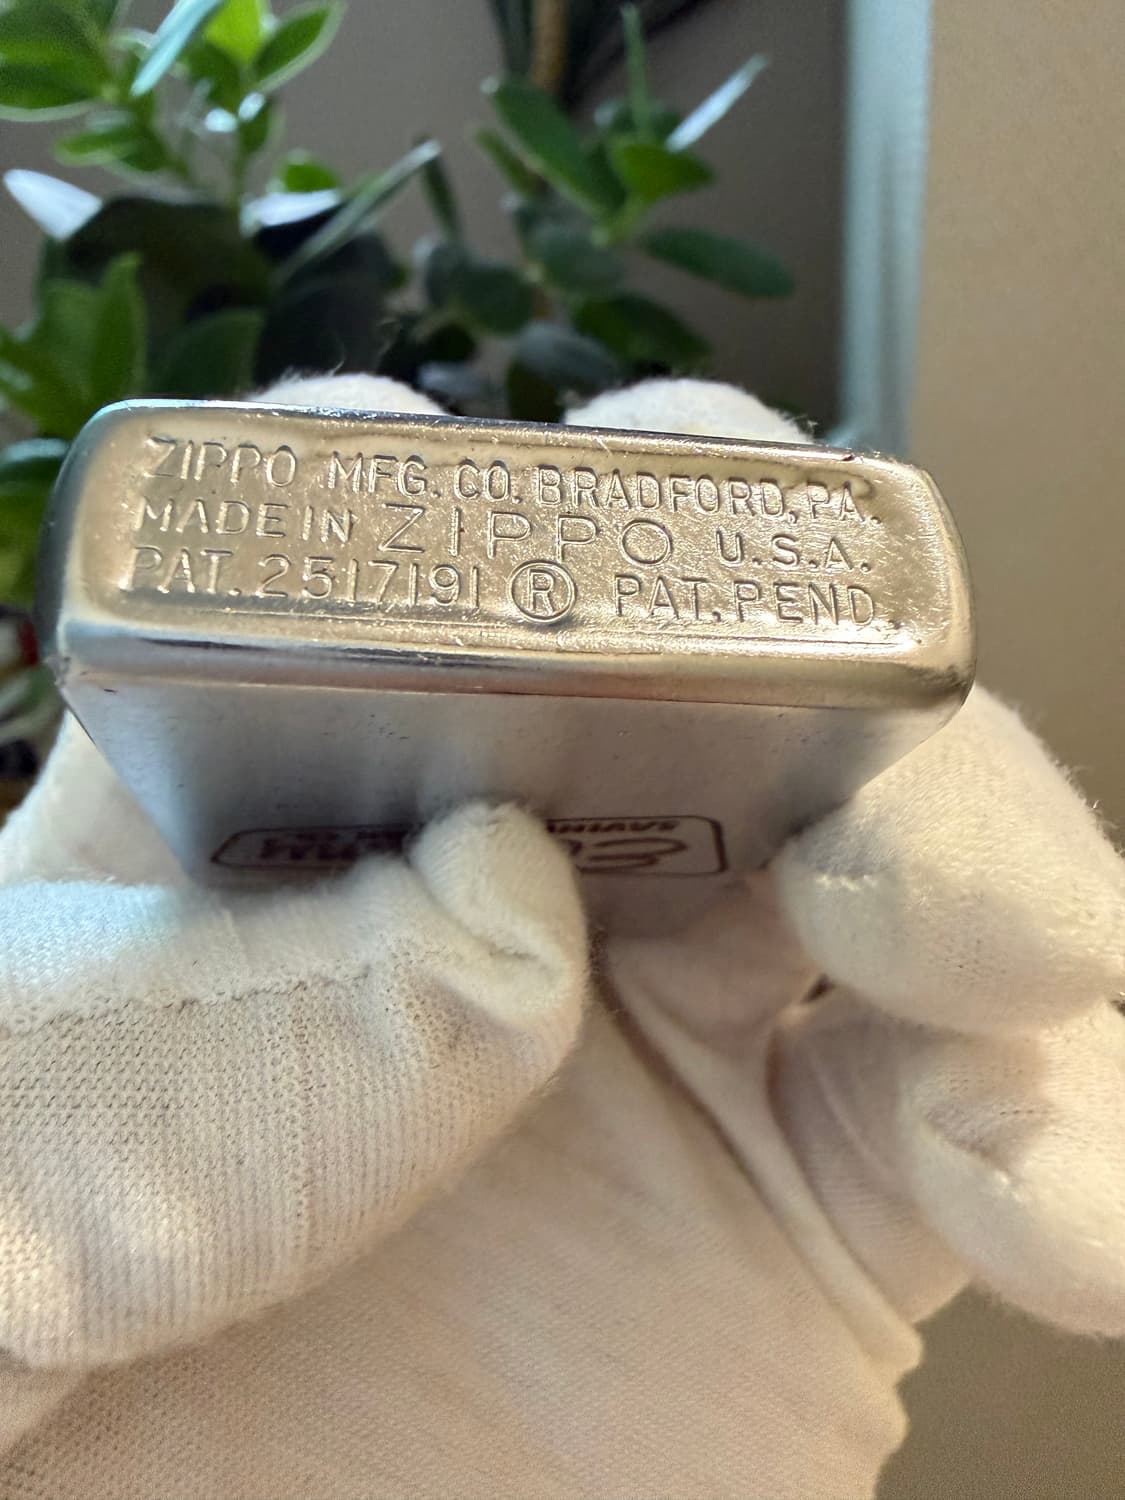 ZIPPO MFG. CO. BRADFORD, PA.
MADE IN ZIPPO U.S.A.
PAT. 2517191 ® PAT. PEND.